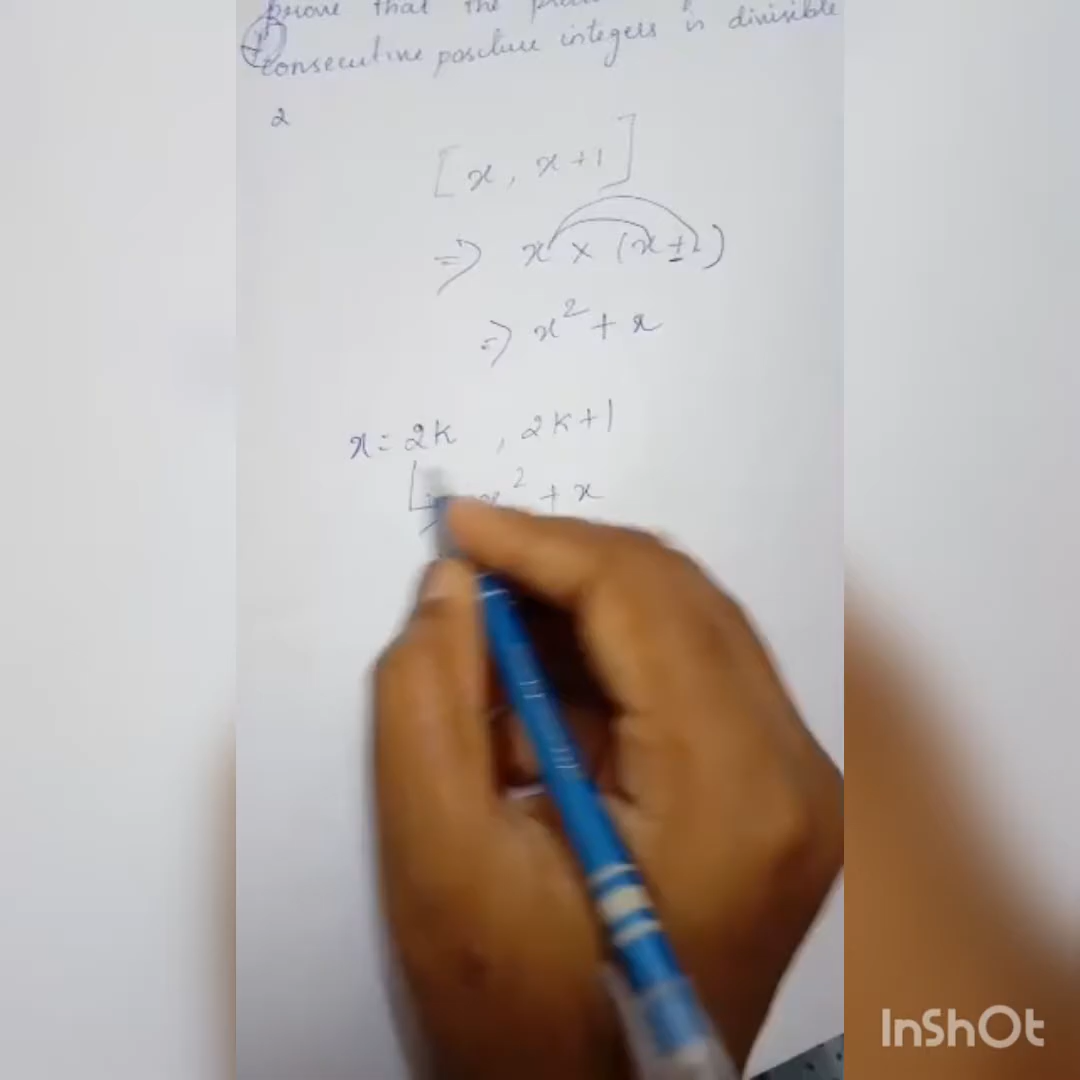 prove that the
consecutive positive integers is divisible
2
[x, x+1]
⇒ x × (x+1)
⇒ x² + x
x = 2k , 2k+1
x² + x
InShOt